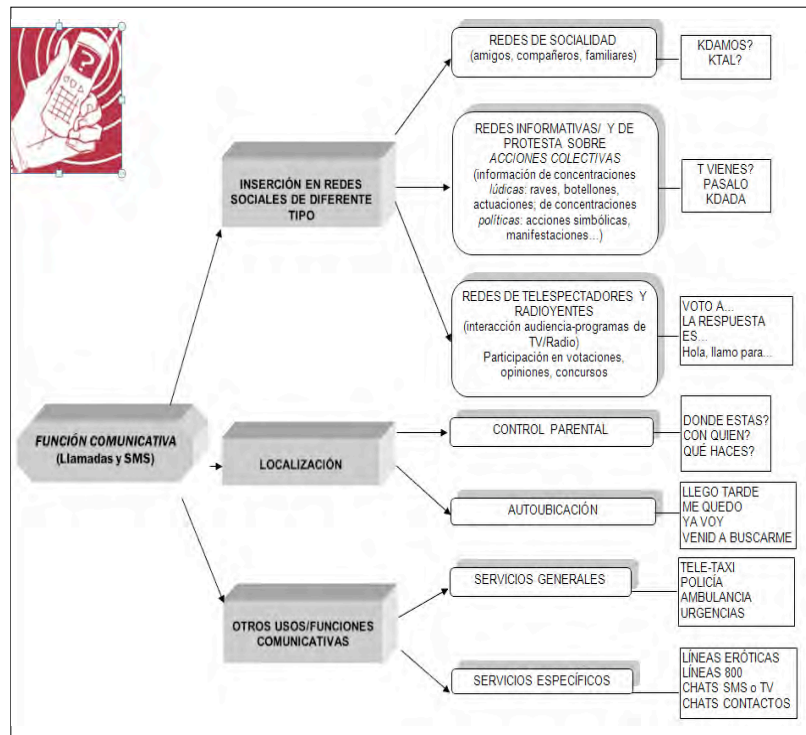 ?
REDES DE SOCIALIDAD
(amigos, compañeros, familiares)
KDAMOS?
KTAL?
REDES INFORMATIVAS/ Y DE
PROTESTA SOBRE
ACCIONES COLECTIVAS
(información de concentraciones
lúdicas: raves, botellones,
actuaciones; de concentraciones
políticas: acciones simbólicas,
manifestaciones...)
T VIENES?
PASALO
KDADA
INSERCIÓN EN REDES
SOCIALES DE DIFERENTE
TIPO
REDES DE TELESPECTADORES Y
RADIOYENTES
(interacción audiencia-programas de
TV/Radio)
Participación en votaciones,
opiniones, concursos
VOTO A...
LA RESPUESTA
ES...
Hola, llamo para...
FUNCIÓN COMUNICATIVA
(Llamadas y SMS)
LOCALIZACIÓN
CONTROL PARENTAL
DONDE ESTAS?
CON QUIEN?
QUÉ HACES?
AUTOUBICACIÓN
LLEGO TARDE
ME QUEDO
YA VOY
VENID A BUSCARME
OTROS USOS/FUNCIONES
COMUNICATIVAS
SERVICIOS GENERALES
TELE-TAXI
POLICÍA
AMBULANCIA
URGENCIAS
SERVICIOS ESPECÍFICOS
LÍNEAS ERÓTICAS
LÍNEAS 800
CHATS SMS o TV
CHATS CONTACTOS